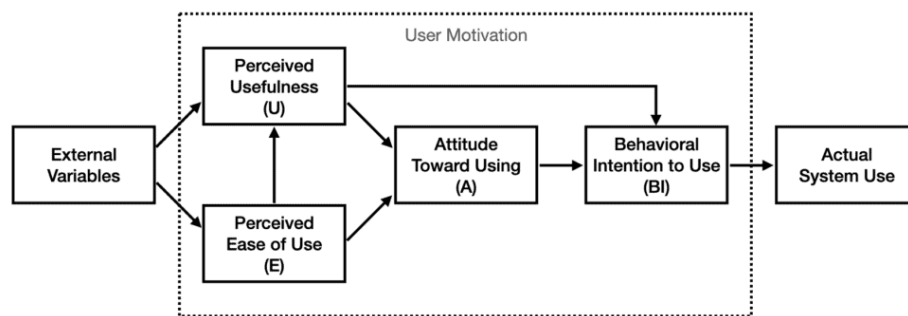 User Motivation
Perceived
Usefulness
(U)
External
Variables
Perceived
Ease of Use
(E)
Attitude
Toward Using
(A)
Behavioral
Intention to Use
(BI)
Actual
System Use